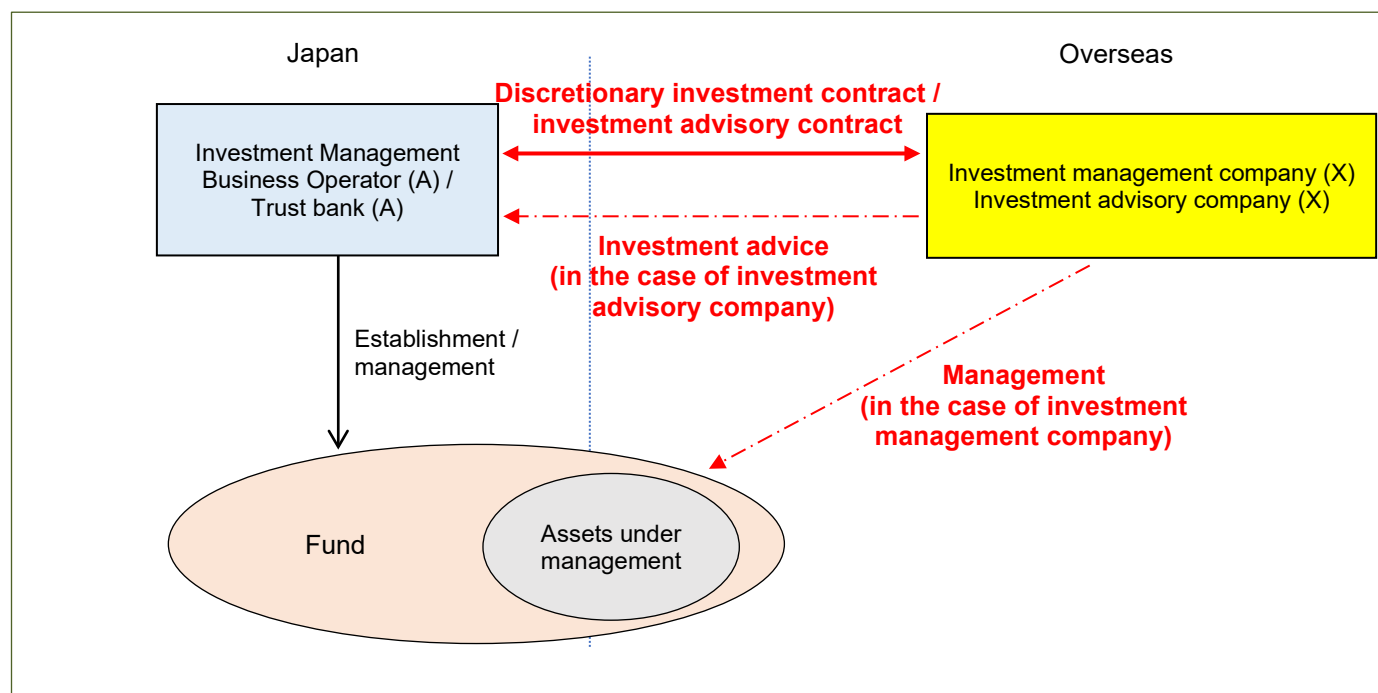 Japan
Overseas
Discretionary investment contract /
investment advisory contract
Investment Management
Business Operator (A) /
Trust bank (A)
Investment management company (X)
Investment advisory company (X)
Investment advice
(in the case of investment
advisory company)
Establishment /
management
Management
(in the case of investment
management company)
Fund
Assets under
management